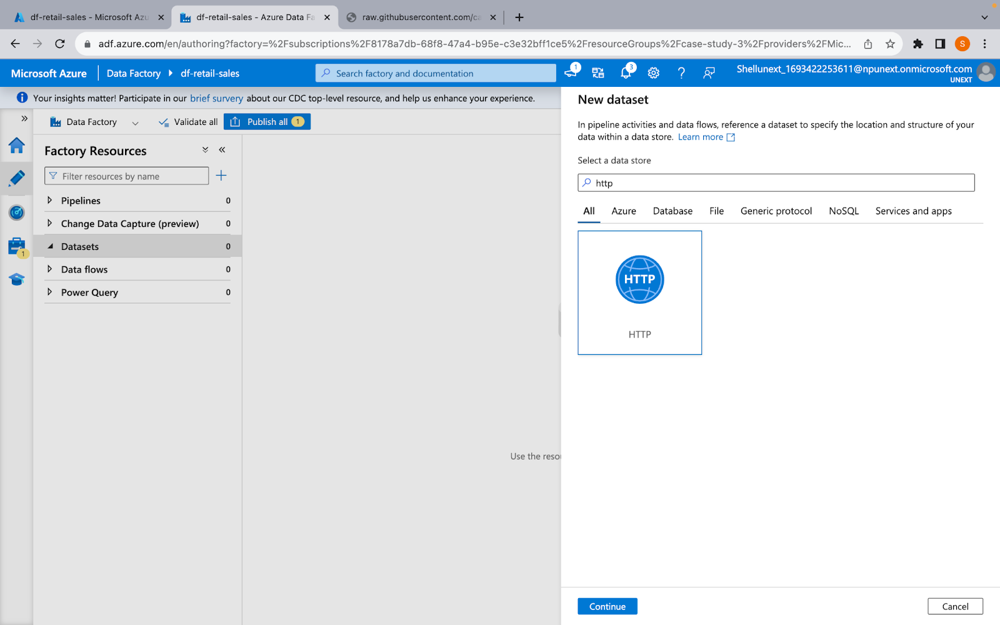 df-retail-sales - Microsoft Azu
df-retail-sales - Azure Data Fa
raw.githubusercontent.com/ca
adf.azure.com/en/authoring?factory=%2Fsubscriptions%2F8178a7db-68f8-47a4-b95e-c3e32bff1ce5%2FresourceGroups%2Fcase-study-3%2Fproviders%2FMic...
S
Microsoft Azure
Data Factory
df-retail-sales
Search factory and documentation
1
3
?
Shellunext_1693422253611@npunext.onmicrosoft.com
UNEXT
Your insights matter! Participate in our brief survey about our CDC top-level resource, and help us enhance your experience.
Data Factory
Validate all
Publish all 1
Factory Resources
Filter resources by name
Pipelines 0
Change Data Capture (preview) 0
Datasets 0
Data flows 0
Power Query 0
1
Use the resou
New dataset
In pipeline activities and data flows, reference a dataset to specify the location and structure of your
data within a data store. Learn more
Select a data store
http
All Azure Database File Generic protocol NoSQL Services and apps
HTTP
HTTP
Continue
Cancel